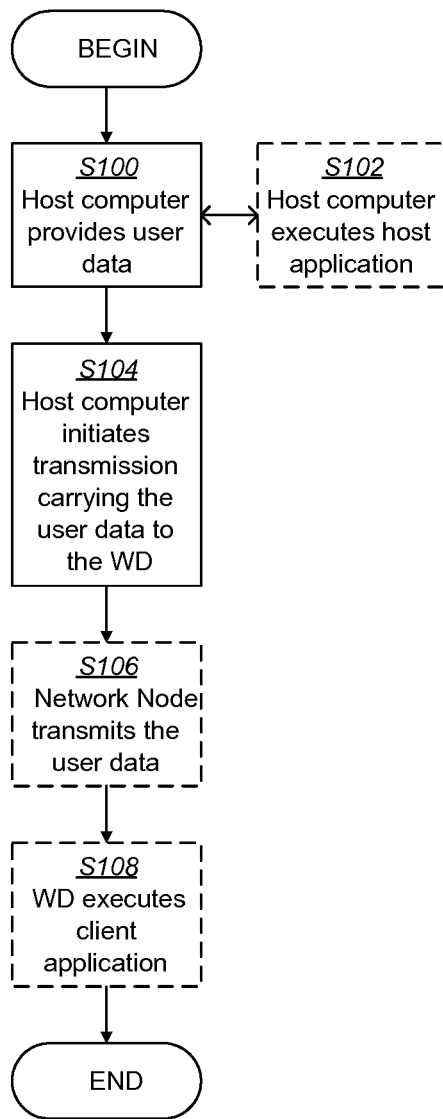 BEGIN
S100
Host computer
provides user
data
S102
Host computer
executes host
application
S104
Host computer
initiates
transmission
carrying the
user data to
the WD
S106
Network Node
transmits the
user data
S108
WD executes
client
application
END